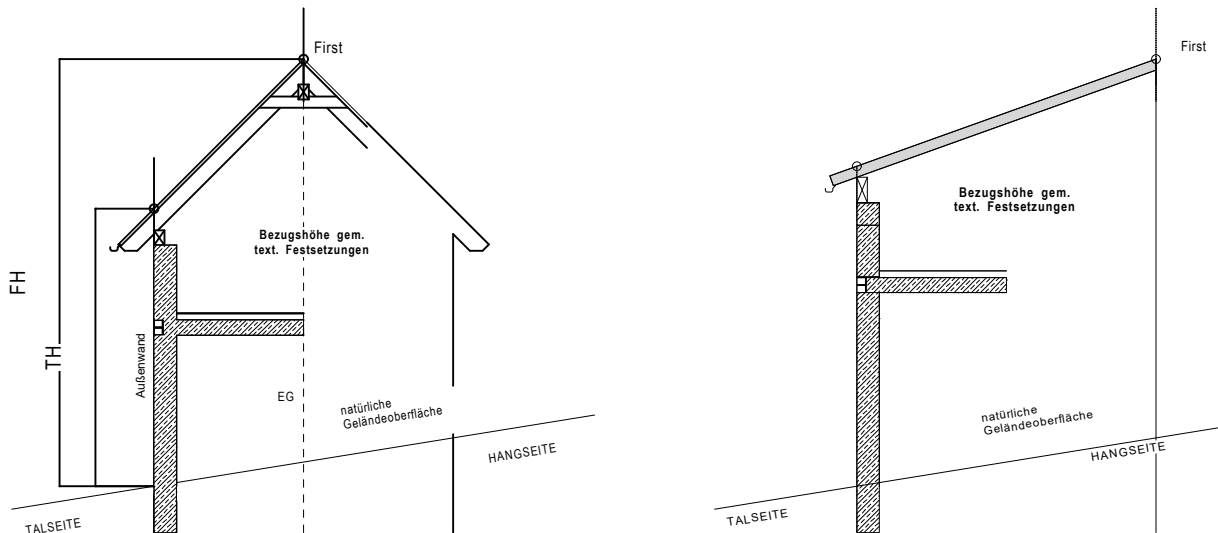 First
Bezugshöhe gem.
text. Festsetzungen
FH
TH
Außenwand
EG
natürliche
Geländeoberfläche
HANGSEITE
TALSEITE
First
Bezugshöhe gem.
text. Festsetzungen
natürliche
Geländeoberfläche
HANGSEITE
TALSEITE